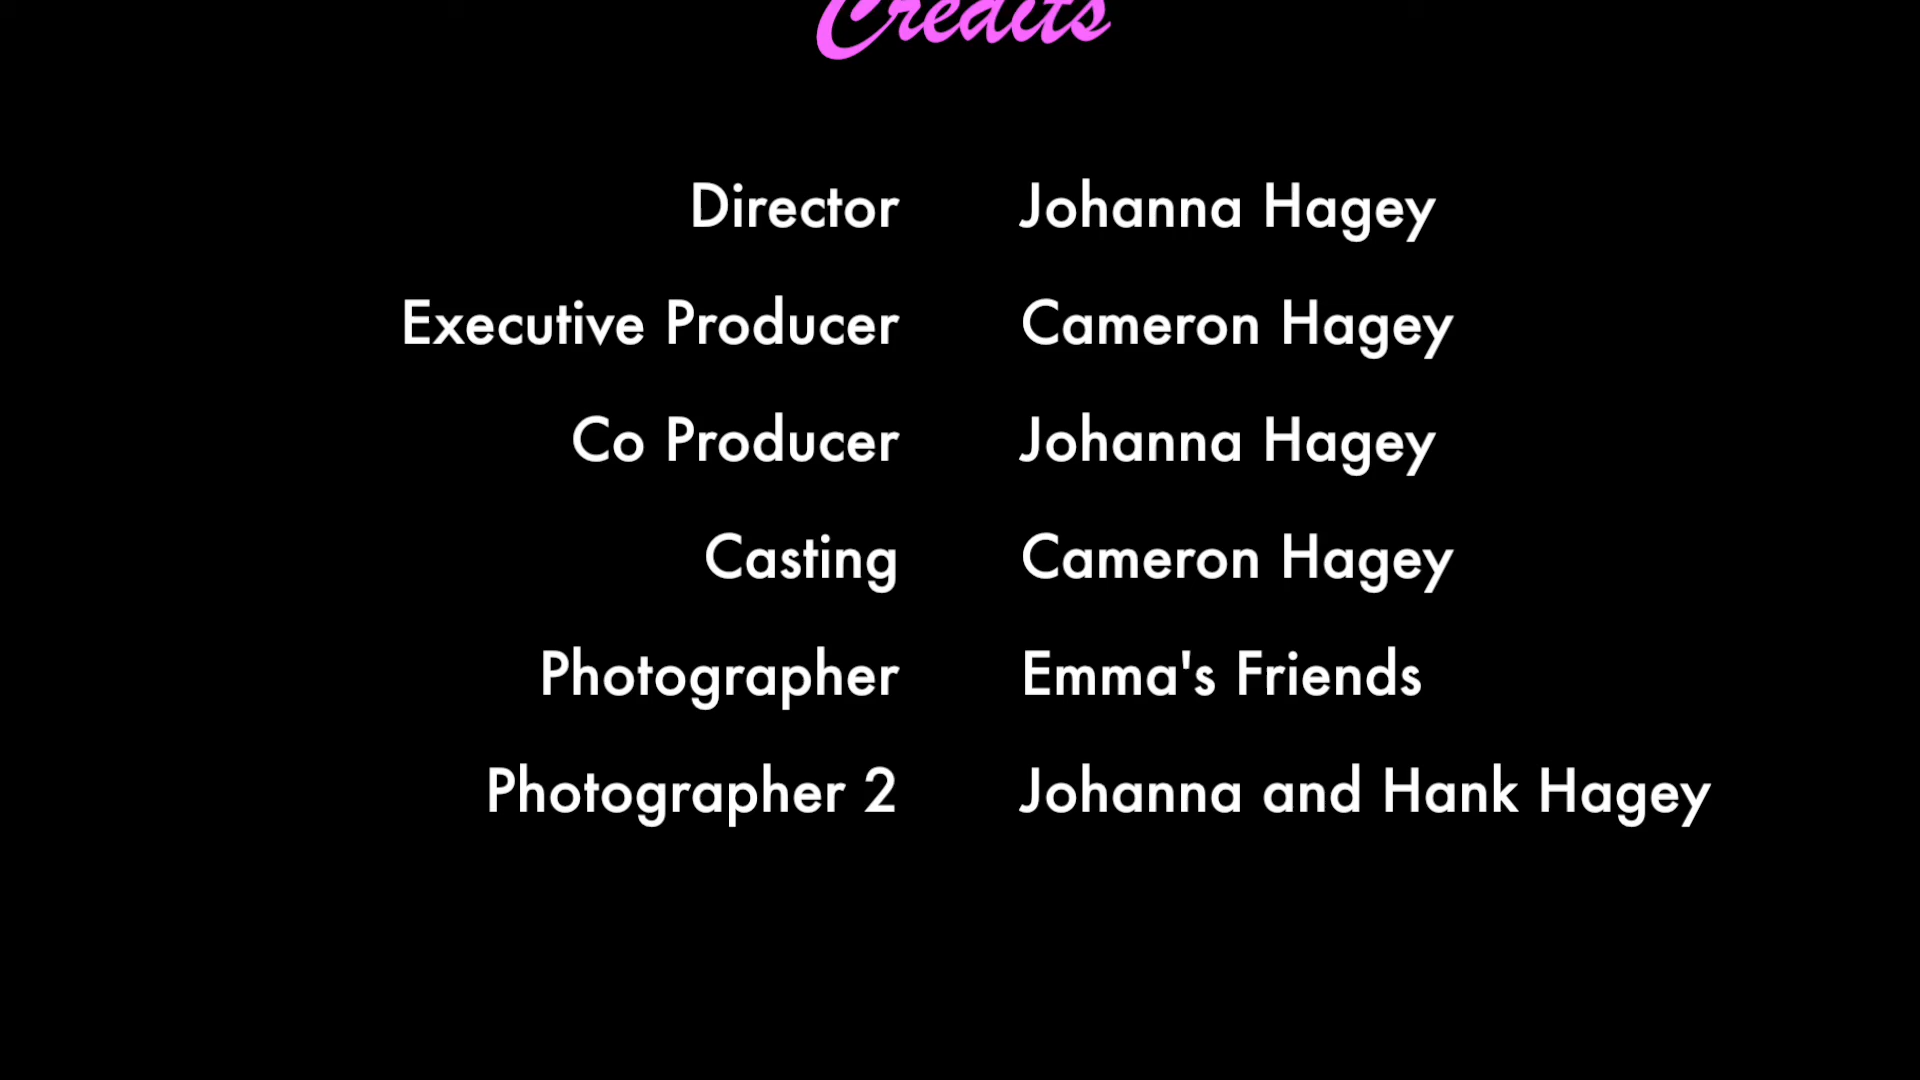 Credits
Director Johanna Hagey
Executive Producer Cameron Hagey
Co Producer Johanna Hagey
Casting Cameron Hagey
Photographer Emma's Friends
Photographer 2 Johanna and Hank Hagey